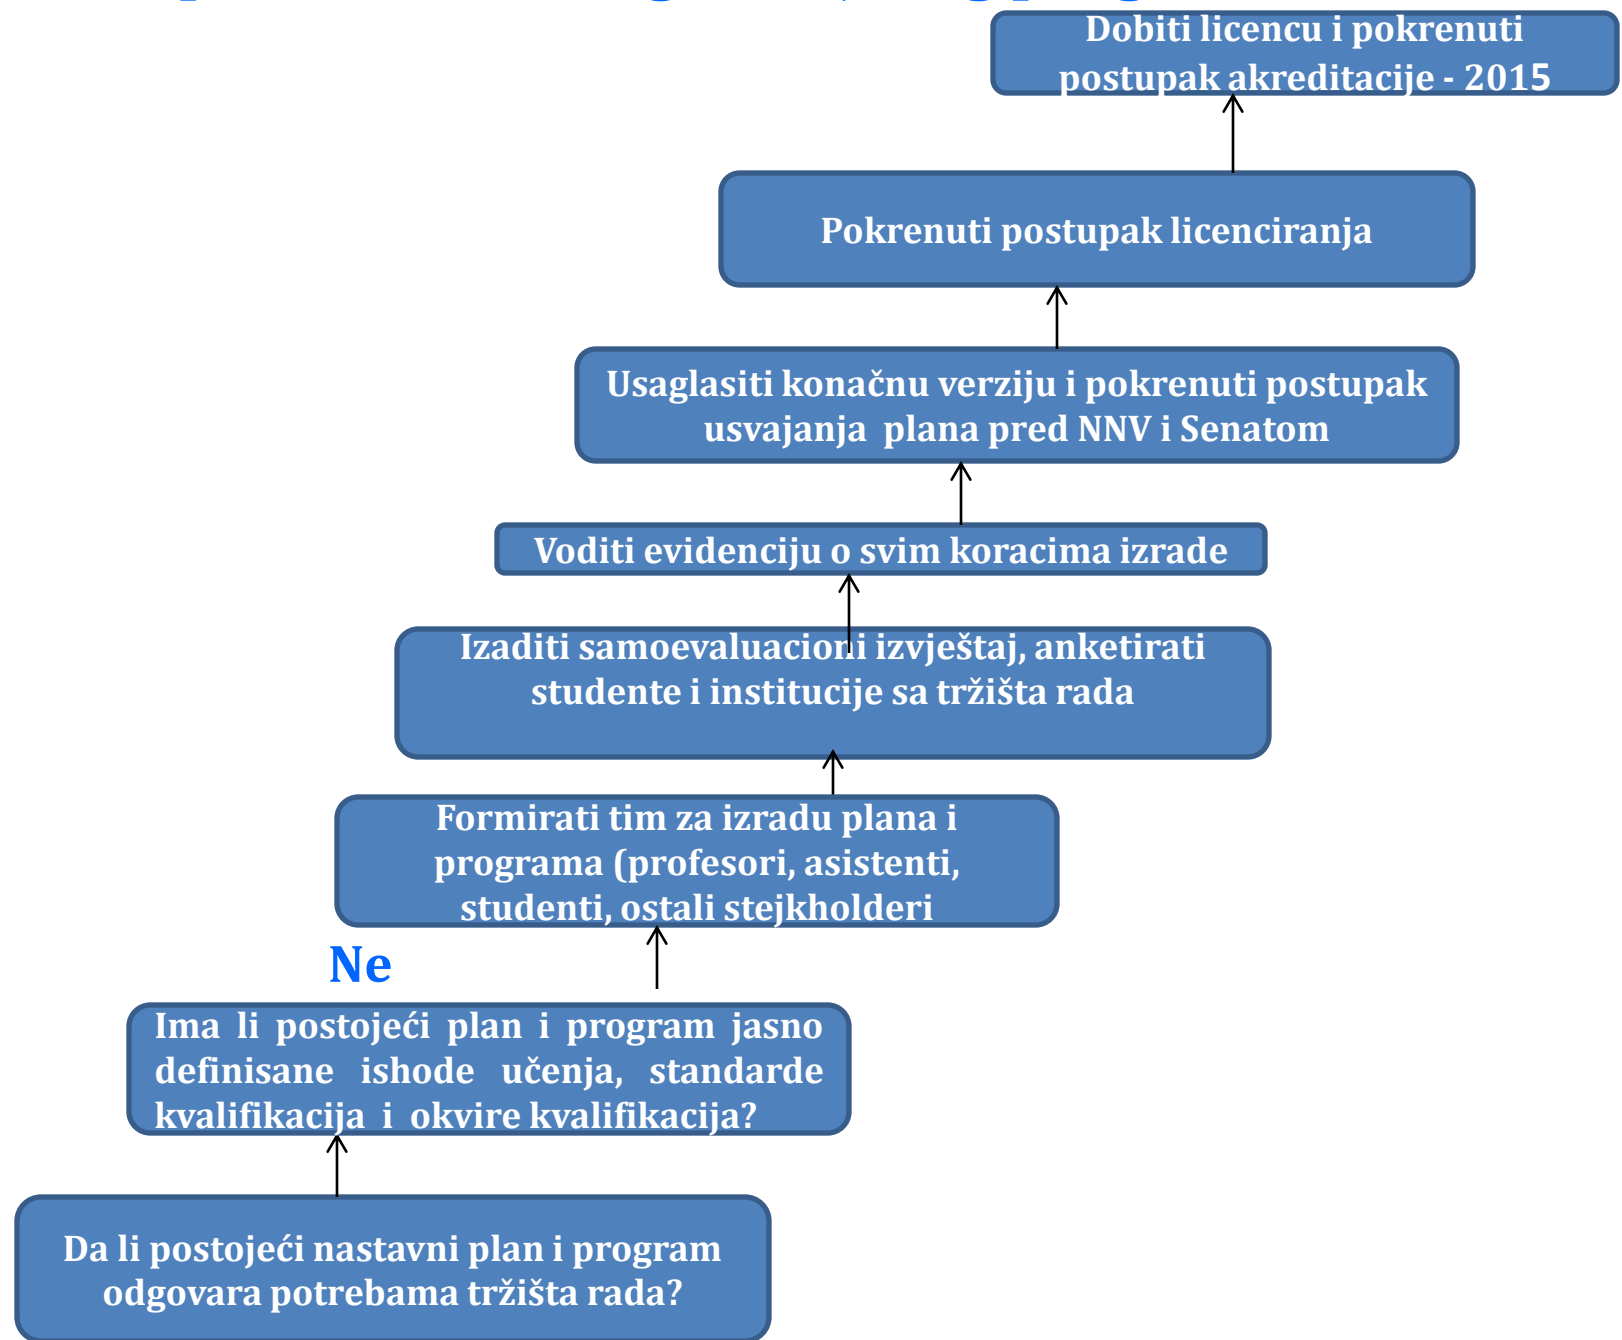 Dobiti licencu i pokrenuti
postupak akreditacije - 2015
Pokrenuti postupak licenciranja
Usaglasiti konačnu verziju i pokrenuti postupak
usvajanja plana pred NNV i Senatom
Voditi evidenciju o svim koracima izrade
Izaditi samoevaluacioni izvještaj, anketirati
studente i institucije sa tržišta rada
Formirati tim za izradu plana i
programa (profesori, asistenti,
studenti, ostali stejkholderi
Ne
Ima li postojeći plan i program jasno
definisane ishode učenja, standarde
kvalifikacija i okvire kvalifikacija?
Da li postojeći nastavni plan i program
odgovara potrebama tržišta rada?